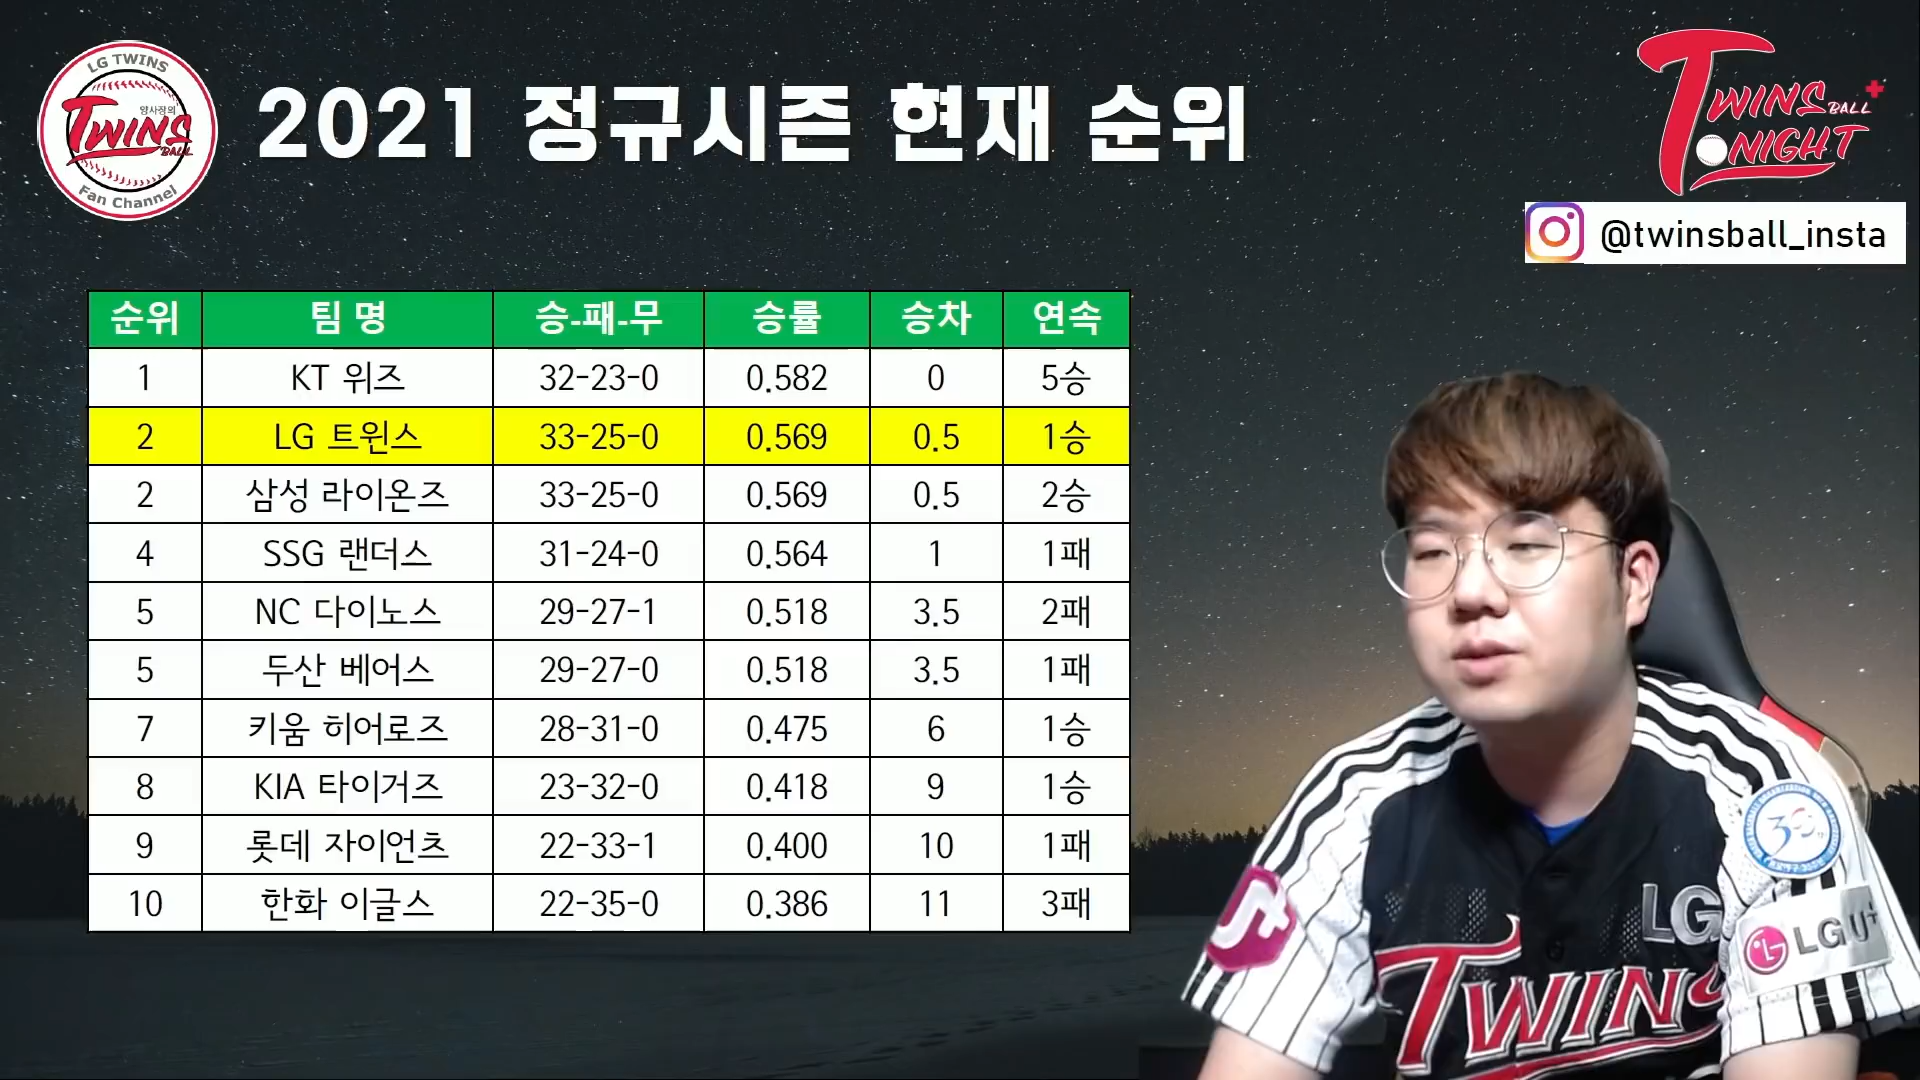 LG TWINS
양사장의
TWINS
BALL
Fan Channel
2021 정규시즌 현재 순위
TWINS BALL+
TONIGHT
@twinsball_insta
순위 팀 명 승-패-무 승률 승차 연속
1 KT 위즈 32-23-0 0.582 0 5승
2 LG 트윈스 33-25-0 0.569 0.5 1승
2 삼성 라이온즈 33-25-0 0.569 0.5 2승
4 SSG 랜더스 31-24-0 0.564 1 1패
5 NC 다이노스 29-27-1 0.518 3.5 2패
5 두산 베어스 29-27-0 0.518 3.5 1패
7 키움 히어로즈 28-31-0 0.475 6 1승
8 KIA 타이거즈 23-32-0 0.418 9 1승
9 롯데 자이언츠 22-33-1 0.400 10 1패
10 한화 이글스 22-35-0 0.386 11 3패
30
U+
LG
LG U+
TWINS